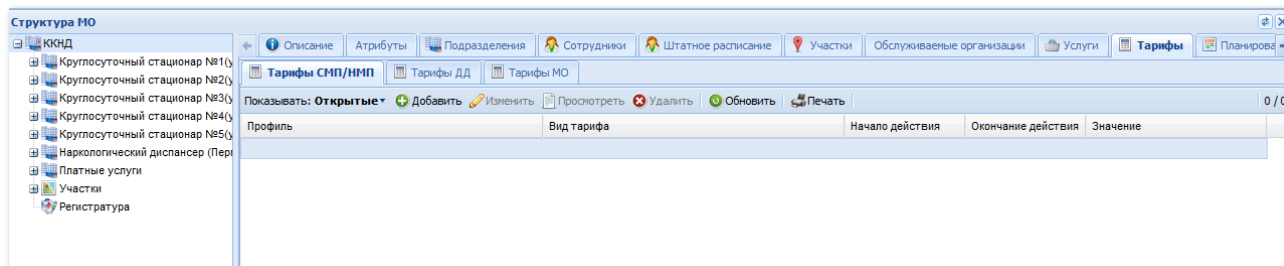 Структура МО
ККНД
Круглосуточный стационар №1(у
Круглосуточный стационар №2(у
Круглосуточный стационар №3(у
Круглосуточный стационар №4(у
Круглосуточный стационар №5(у
Наркологический диспансер (Пер
Платные услуги
Участки
Регистратура
Описание Атрибуты Подразделения Сотрудники Штатное расписание Участки Обслуживаемые организации Услуги Тарифы Планирова
Тарифы СМП/НМП Тарифы ДД Тарифы МО
Показывать: Открытые Добавить Изменить Просмотреть Удалить Обновить Печать 0 / 0
Профиль Вид тарифа Начало действия Окончание действия Значение